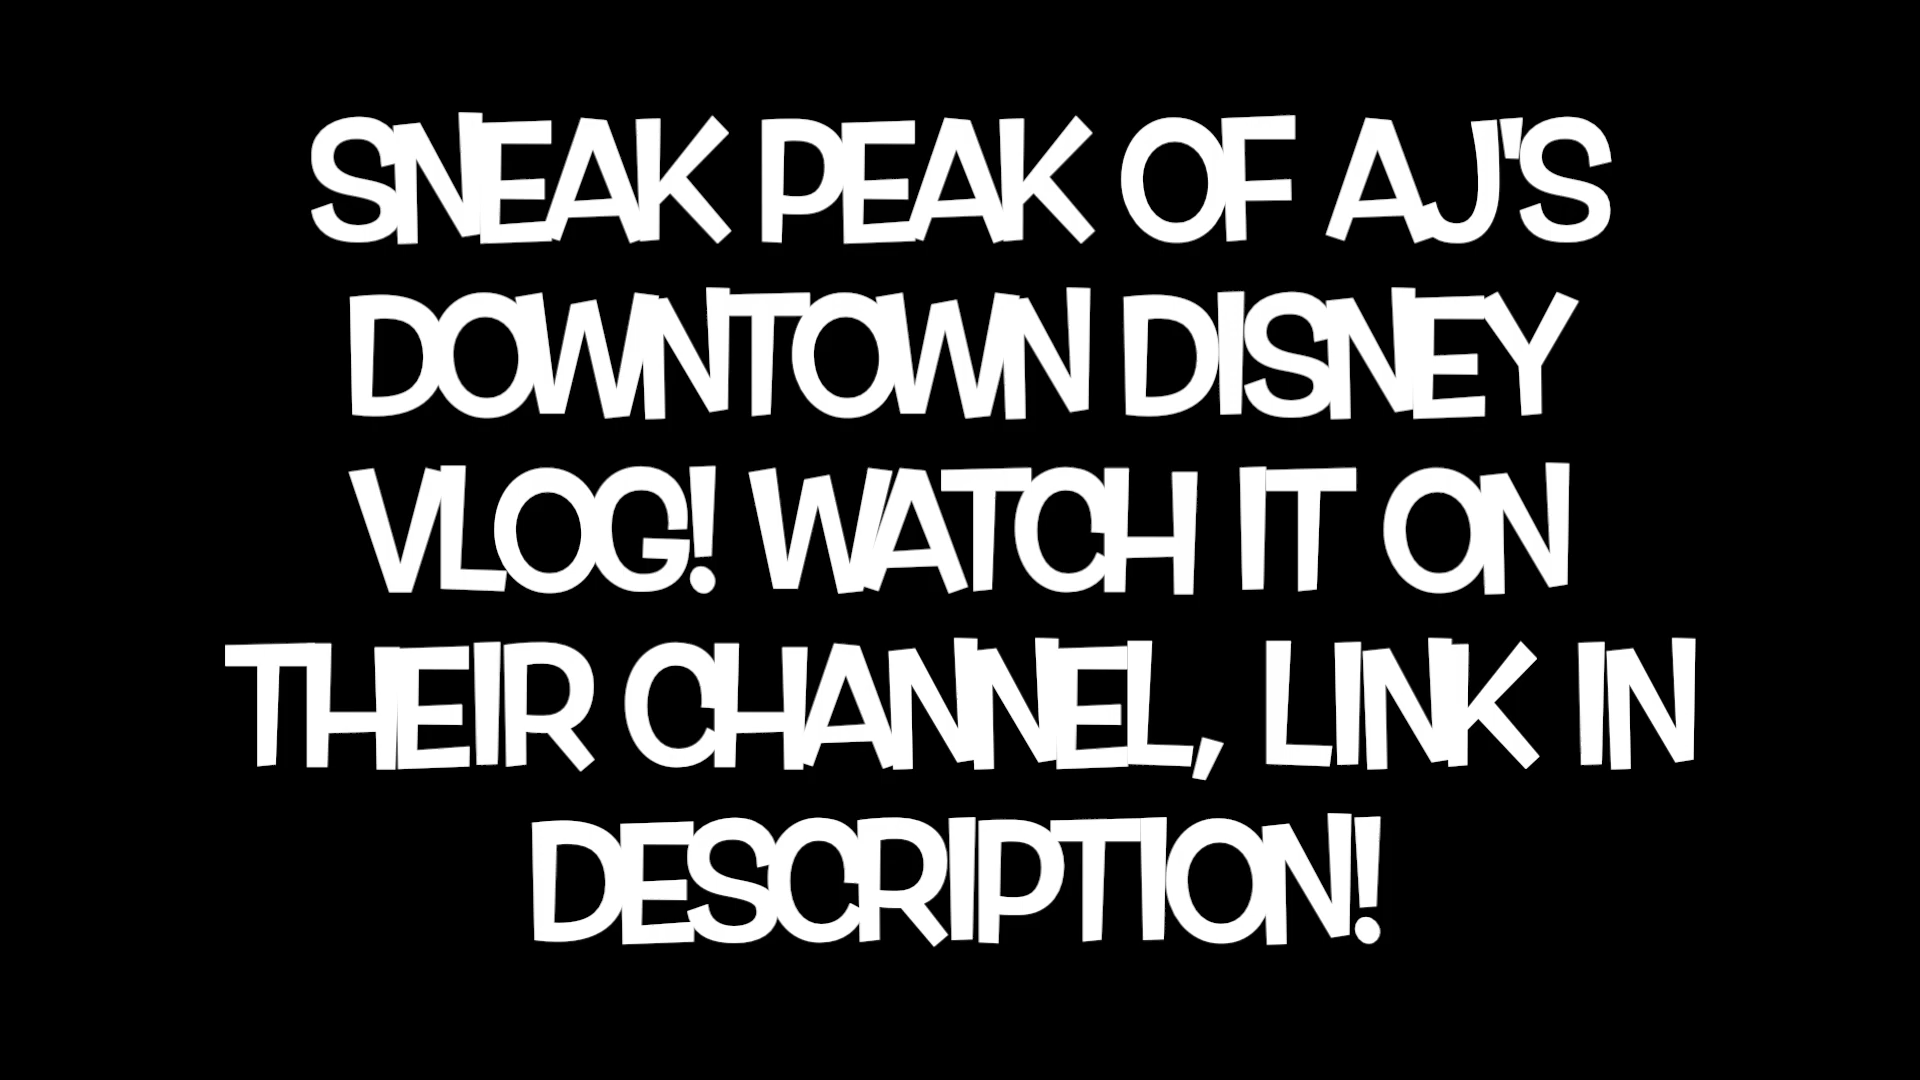 SNEAK PEAK OF AJ'S
DOWNTOWN DISNEY
VLOG! WATCH IT ON
THEIR CHANNEL, LINK IN
DESCRIPTION!